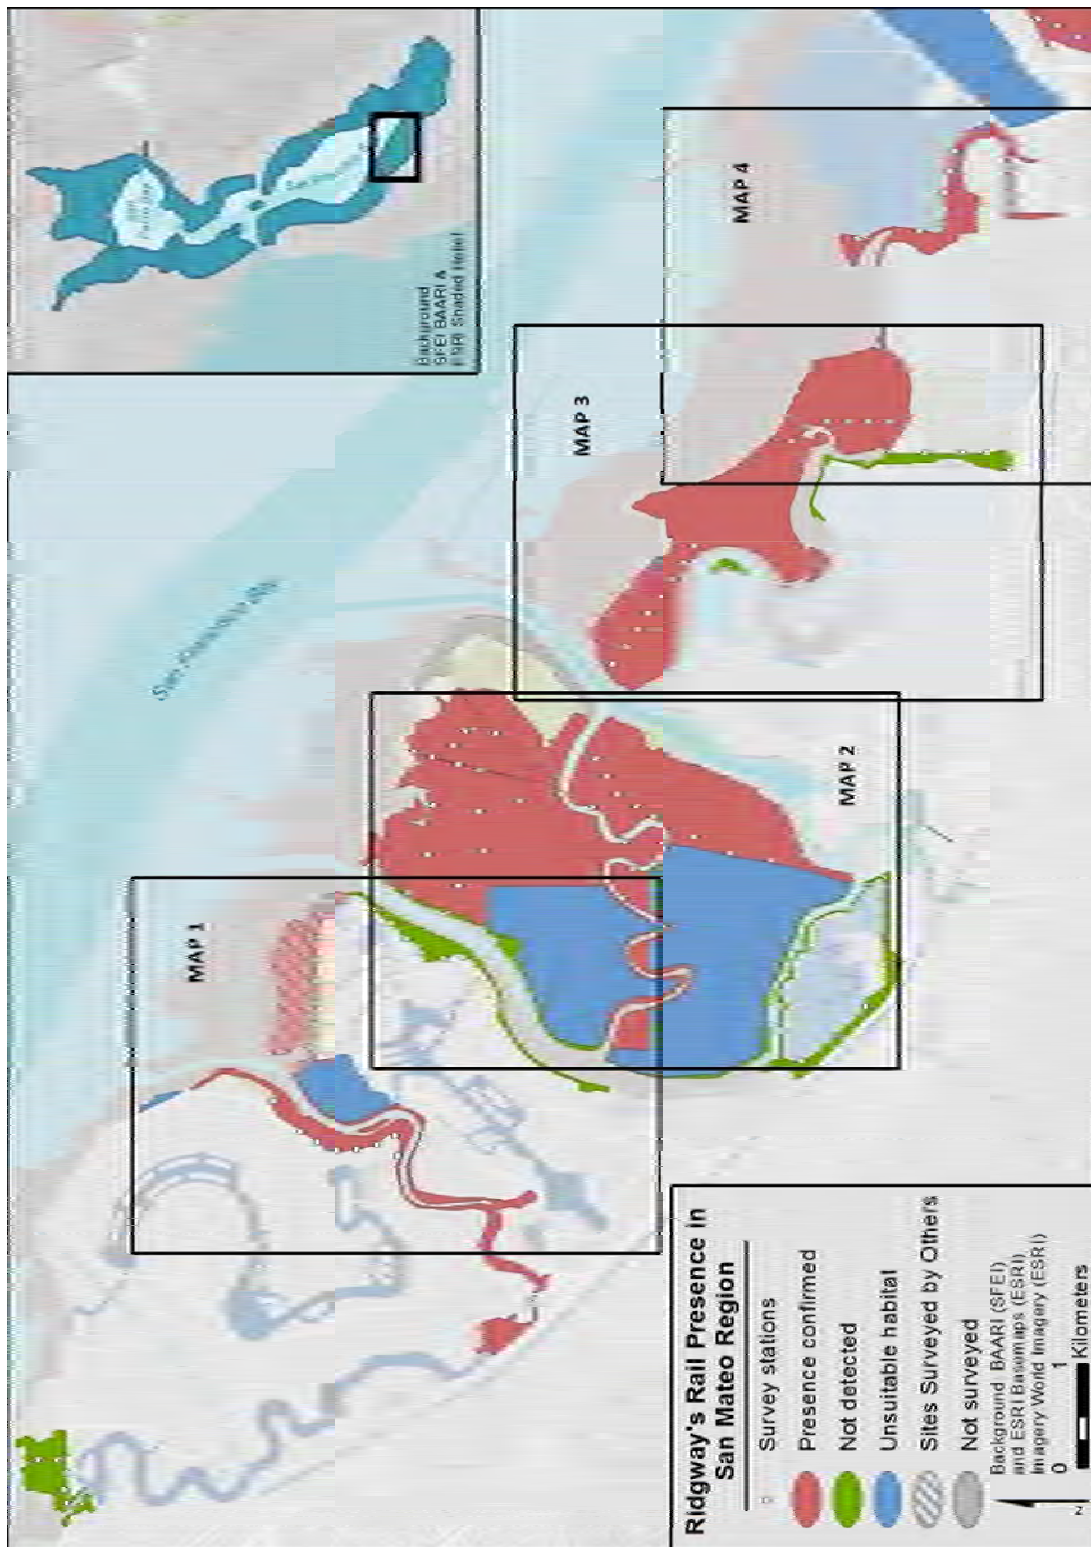 Ridgway's Rail Presence in
San Mateo Region
Survey stations
Presence confirmed
Not detected
Unsuitable habitat
Sites Surveyed by Others
Not surveyed
Background: BAARI (SFEI)
and ESRI Basemaps (ESRI)
Imagery World Imagery (ESRI)
0 1
Kilometers
N
MAP 1
MAP 2
MAP 3
MAP 4
Background
SFEI BAARI &
ESRI Shaded Relief